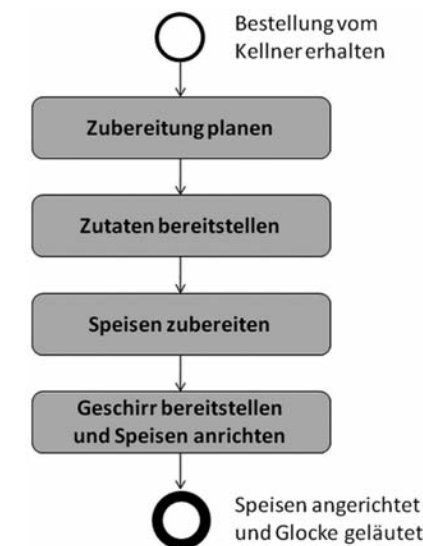 Bestellung vom
Kellner erhalten
Zubereitung planen
Zutaten bereitstellen
Speisen zubereiten
Geschirr bereitstellen
und Speisen anrichten
Speisen angerichtet
und Glocke geläutet